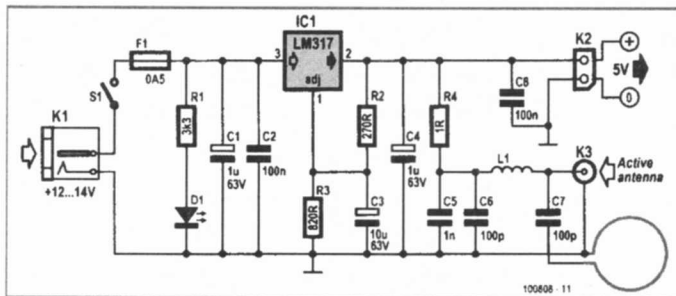 IC1
F1
0A5
3
LM317
adj
2
1
K2
5V
S1
R1
3k3
C1
1u
63V
C2
100n
R2
270R
C4
1u
63V
R4
1R
C8
100n
K1
+12...14V
D1
R3
820R
C3
10u
63V
C5
1n
L1
C6
100p
C7
100p
K3
Active
antenna
100808 - 11